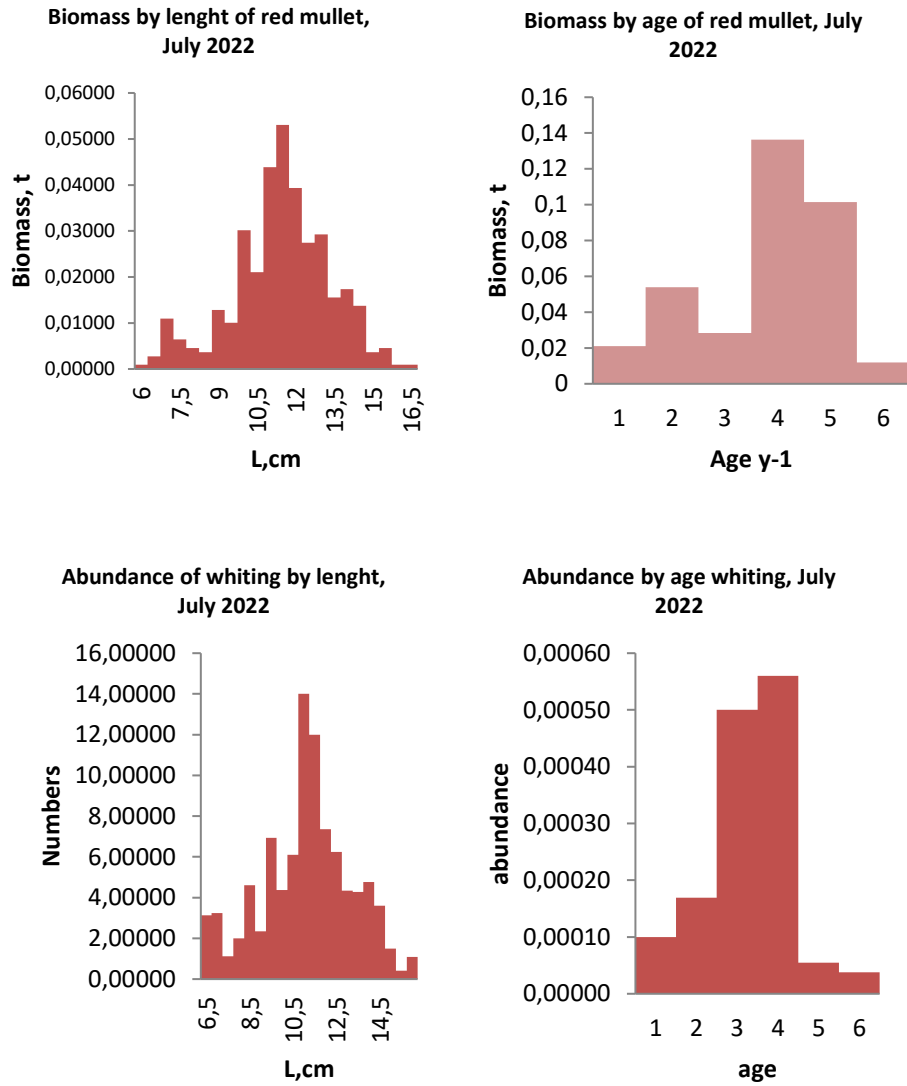 Biomass by lenght of red mullet,
July 2022
Biomass, t
0,06000
0,05000
0,04000
0,03000
0,02000
0,01000
0,00000
6
7,5
9
10,5
12
13,5
15
16,5
L,cm
Biomass by age of red mullet, July
2022
Biomass, t
0,16
0,14
0,12
0,1
0,08
0,06
0,04
0,02
0
1 2 3 4 5 6
Age y-1
Abundance of whiting by lenght,
July 2022
Numbers
16,00000
14,00000
12,00000
10,00000
8,00000
6,00000
4,00000
2,00000
0,00000
6,5
8,5
10,5
12,5
14,5
L,cm
Abundance by age whiting, July
2022
abundance
0,00060
0,00050
0,00040
0,00030
0,00020
0,00010
0,00000
1 2 3 4 5 6
age